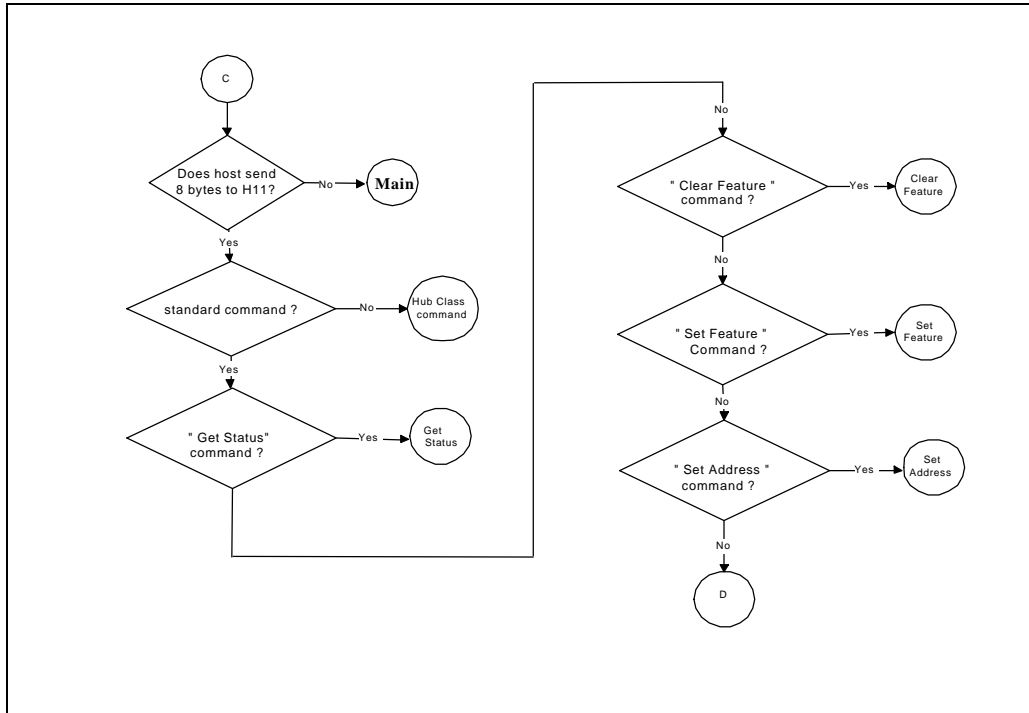 C
Does host send
8 bytes to H11?
No
Main
Yes
standard command ?
No
Hub Class
command
Yes
" Get Status"
command ?
Yes
Get
Status
No
" Clear Feature "
command ?
Yes
Clear
Feature
No
" Set Feature "
Command ?
Yes
Set
Feature
No
" Set Address "
command ?
Yes
Set
Address
No
D